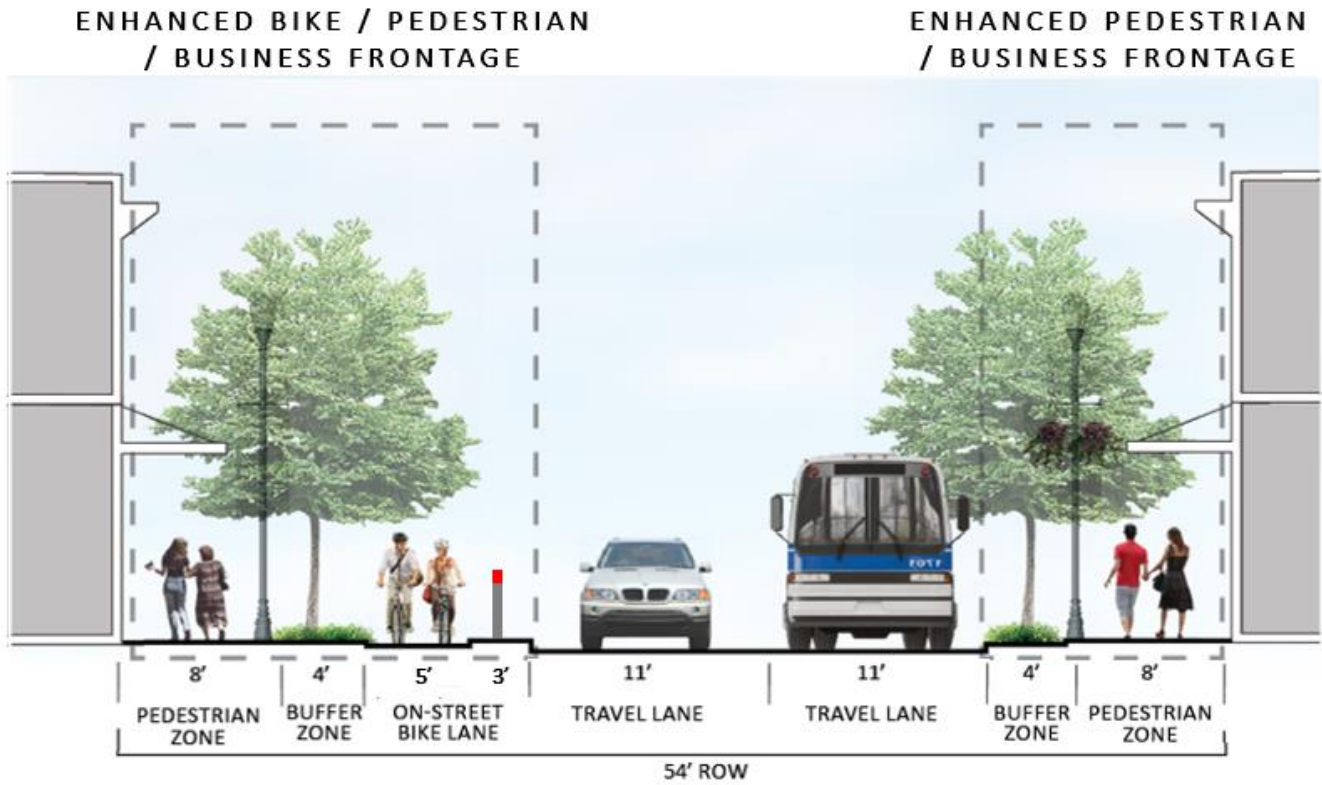 ENHANCED BIKE / PEDESTRIAN
/ BUSINESS FRONTAGE
ENHANCED PEDESTRIAN
/ BUSINESS FRONTAGE
8' 4' 5' 3' 11' 11' 4' 8'
PEDESTRIAN
ZONE
BUFFER
ZONE
ON-STREET
BIKE LANE
TRAVEL LANE
TRAVEL LANE
BUFFER
ZONE
PEDESTRIAN
ZONE
54' ROW